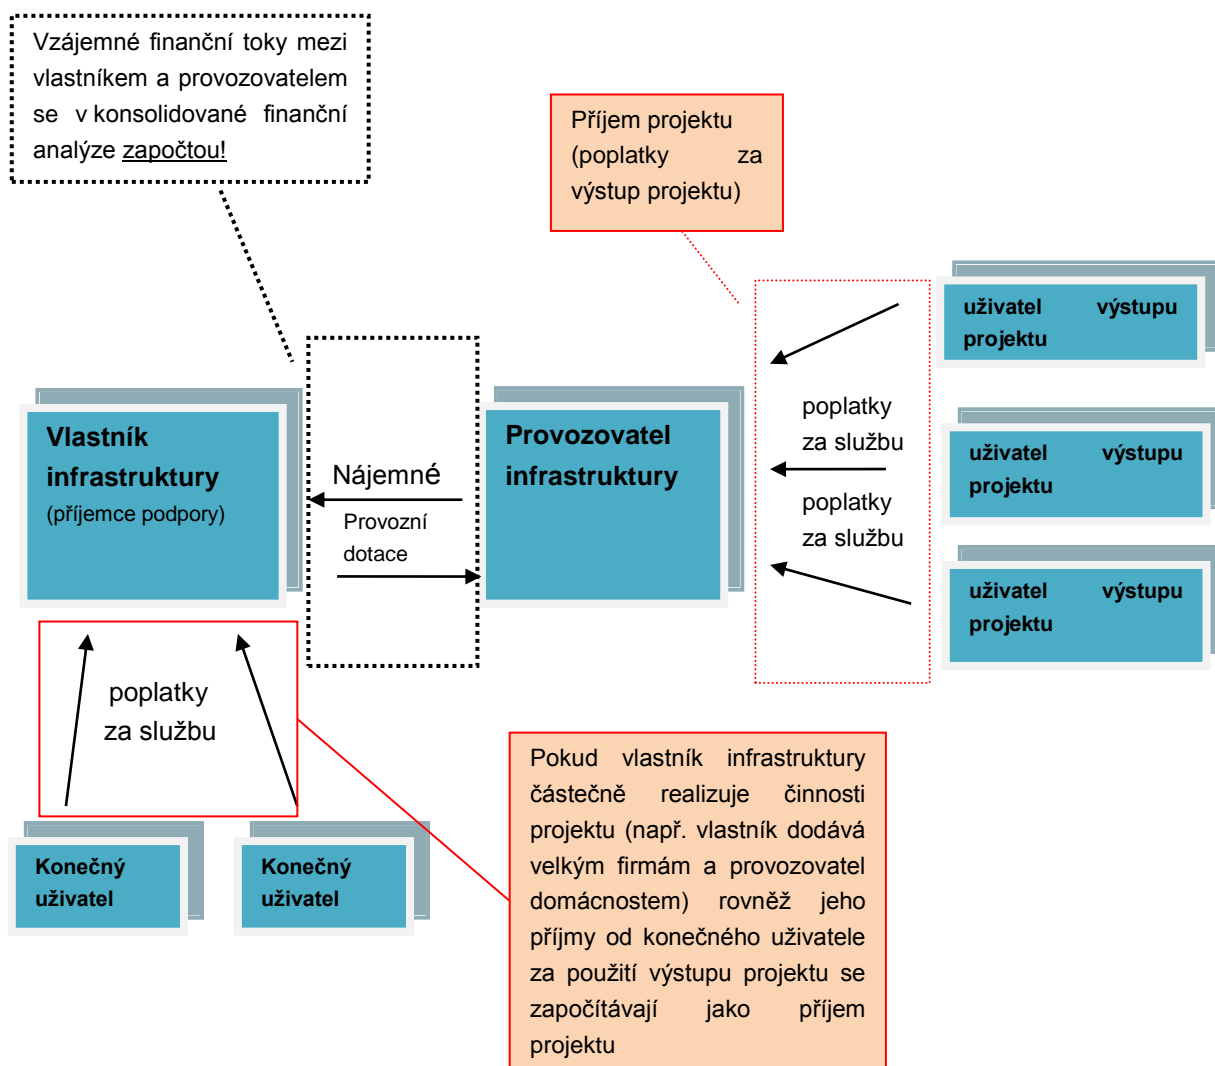 Vzájemné finanční toky mezi
vlastníkem a provozovatelem
se v konsolidované finanční
analýze započtou!
Příjem projektu
(poplatky za
výstup projektu)
uživatel výstupu
projektu
Vlastník
infrastruktury
(příjemce podpory)
Nájemné
Provozní
dotace
Provozovatel
infrastruktury
poplatky
za službu
poplatky
za službu
uživatel výstupu
projektu
uživatel výstupu
projektu
poplatky
za službu
Konečný
uživatel
Konečný
uživatel
Pokud vlastník infrastruktury
částečně realizuje činnosti
projektu (např. vlastník dodává
velkým firmám a provozovatel
domácnostem) rovněž jeho
příjmy od konečného uživatele
za použití výstupu projektu se
započítávají jako příjem
projektu